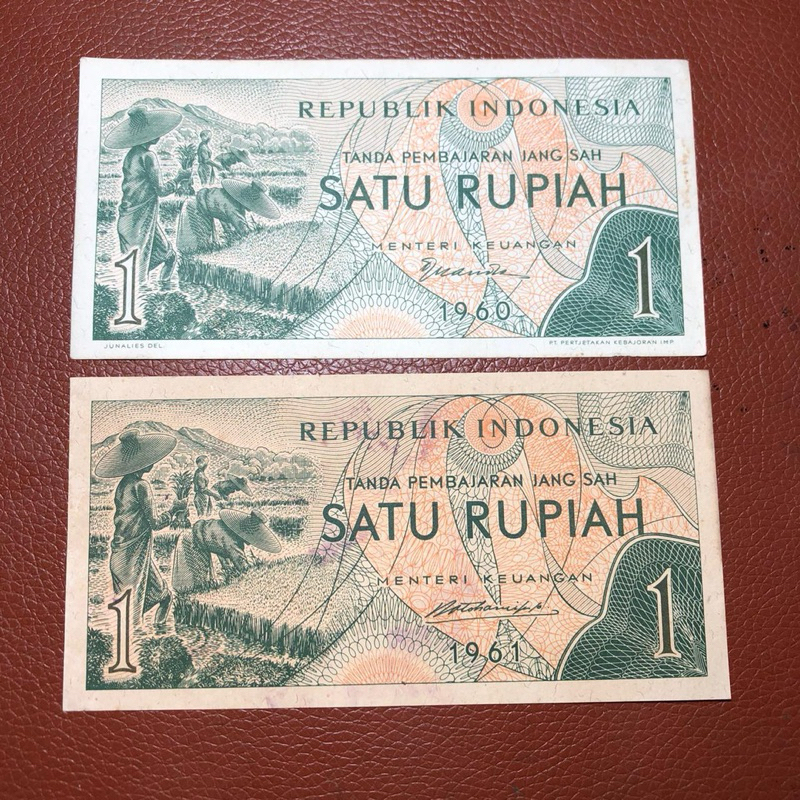 REPUBLIK INDONESIA
TANDA PEMBAJARAN JANG SAH
SATU RUPIAH
MENTERI KEUANGAN
1960
1
1
JUNALIES DEL.
PT. PERTJETAKAN KEBAJORAN IMP.
REPUBLIK INDONESIA
TANDA PEMBAJARAN JANG SAH
SATU RUPIAH
MENTERI KEUANGAN
1961
1
1